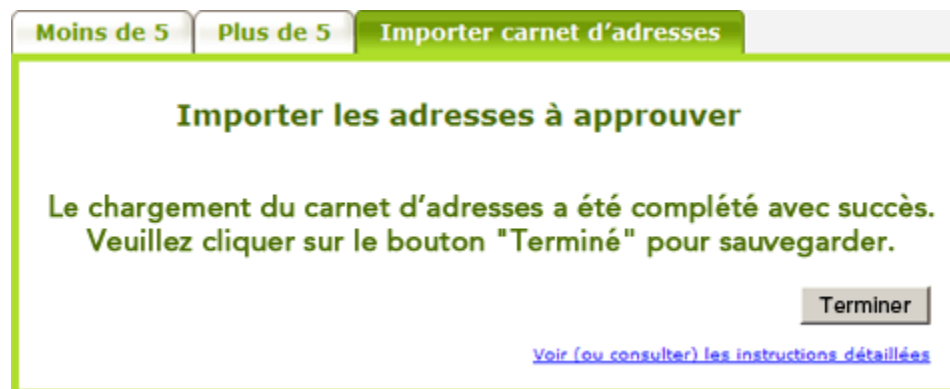 Moins de 5 Plus de 5 Importer carnet d'adresses
Importer les adresses à approuver
Le chargement du carnet d'adresses a été complété avec succès.
Veuillez cliquer sur le bouton "Terminé" pour sauvegarder.
Terminer
Voir (ou consulter) les instructions détaillées